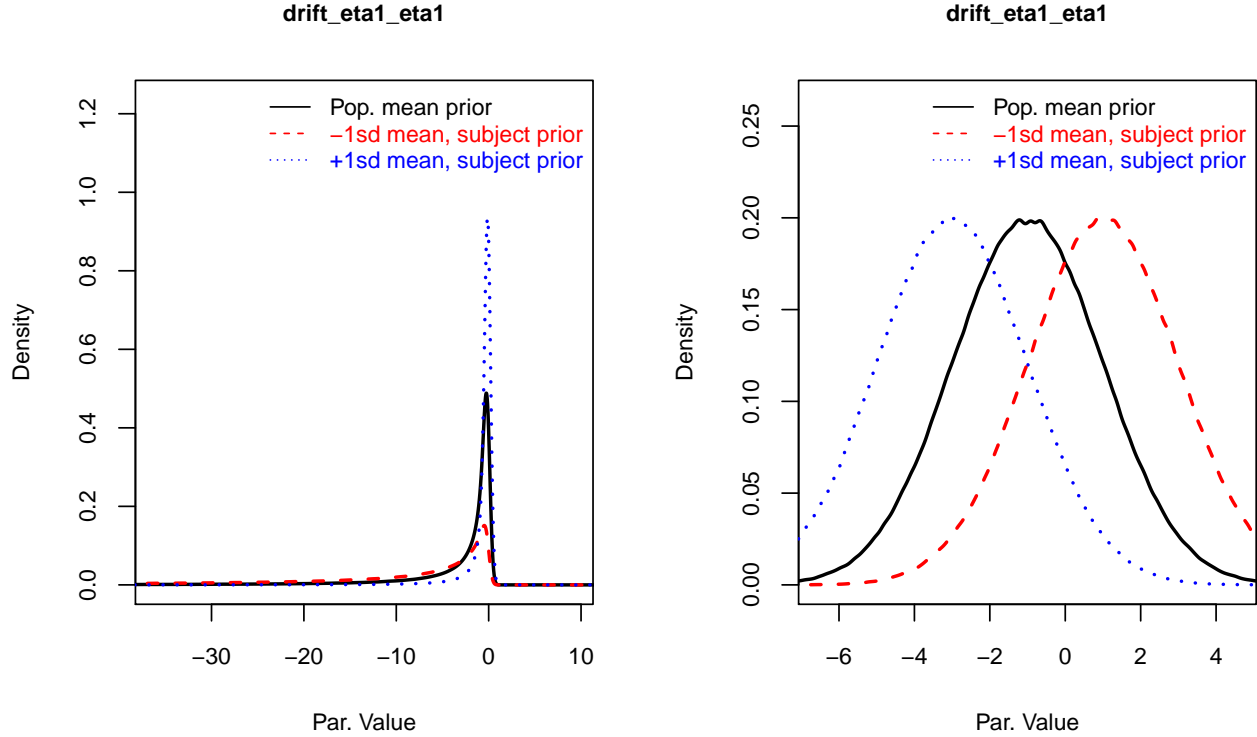 drift_eta1_eta1
Pop. mean prior
−1sd mean, subject prior
+1sd mean, subject prior
Density
0.0
0.2
0.4
0.6
0.8
1.0
1.2
−30
−20
−10
0
10
Par. Value
drift_eta1_eta1
Pop. mean prior
−1sd mean, subject prior
+1sd mean, subject prior
Density
0.00
0.05
0.10
0.15
0.20
0.25
−6
−4
−2
0
2
4
Par. Value